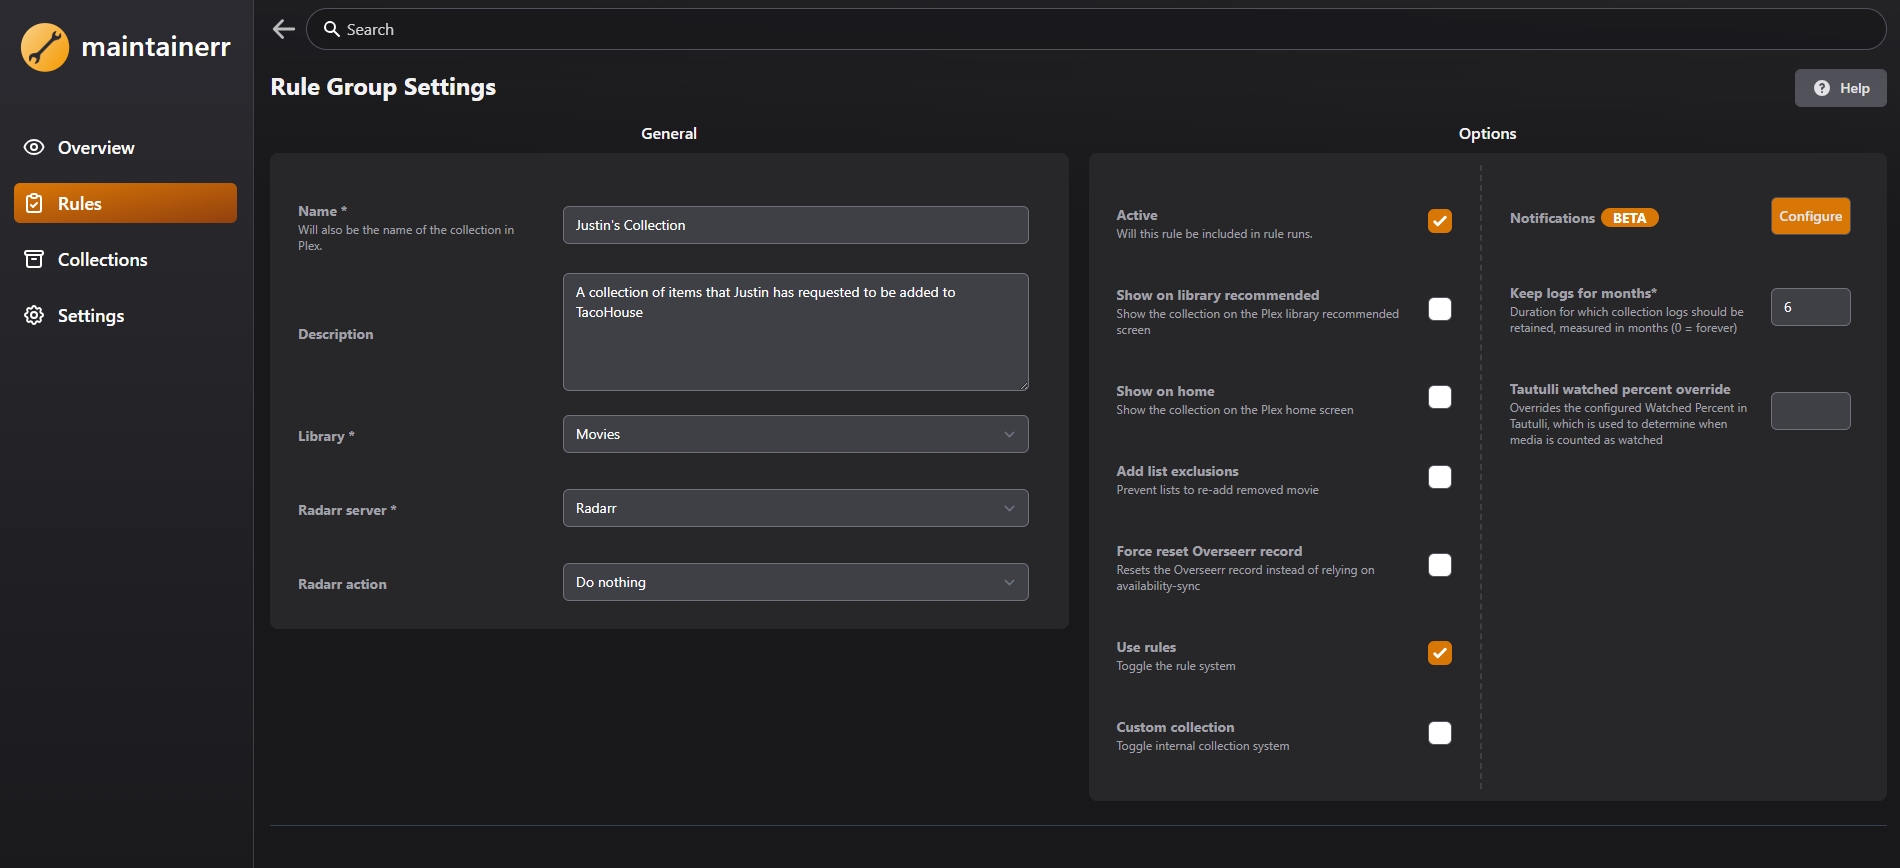 maintainerr
Search
Rule Group Settings
Help
Overview
Rules
Collections
Settings
General
Name *
Will also be the name of the collection in
Plex.
Justin's Collection
Description
A collection of items that Justin has requested to be added to
TacoHouse
Library *
Movies
Radarr server *
Radarr
Radarr action
Do nothing
Options
Active
Will this rule be included in rule runs.
Show on library recommended
Show the collection on the Plex library recommended
screen
Show on home
Show the collection on the Plex home screen
Add list exclusions
Prevent lists to re-add removed movie
Force reset Overseerr record
Resets the Overseerr record instead of relying on
availability-sync
Use rules
Toggle the rule system
Custom collection
Toggle internal collection system
Notifications BETA
Configure
Keep logs for months*
Duration for which collection logs should be
retained, measured in months (0 = forever)
6
Tautulli watched percent override
Overrides the configured Watched Percent in
Tautulli, which is used to determine when
media is counted as watched